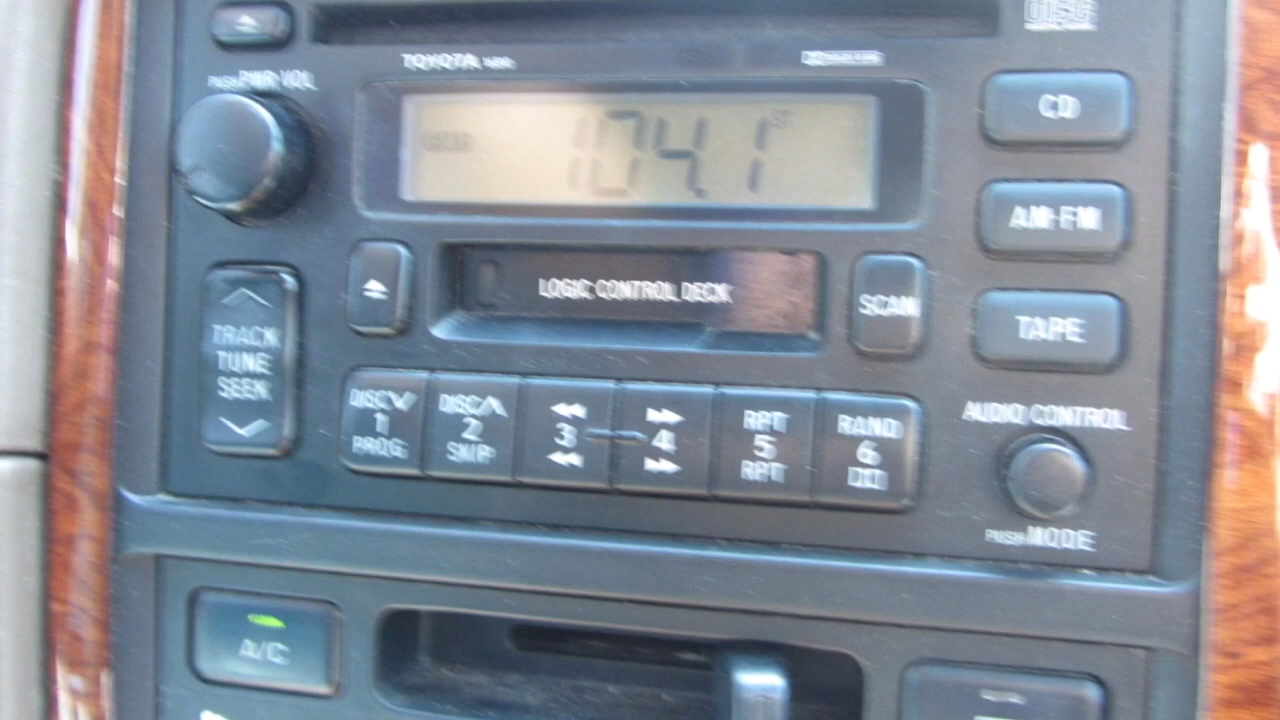 DISC
TOYOTA
PUSH PWR·VOL
CD
104.1 ST
AM·FM
LOGIC CONTROL DECK
SCAN
TAPE
TRACK
TUNE
SEEK
DISC 1 PROG
DISC 2 SKIP
3
4
RPT 5 RPT
RAND 6
AUDIO CONTROL
PUSH MODE
A/C